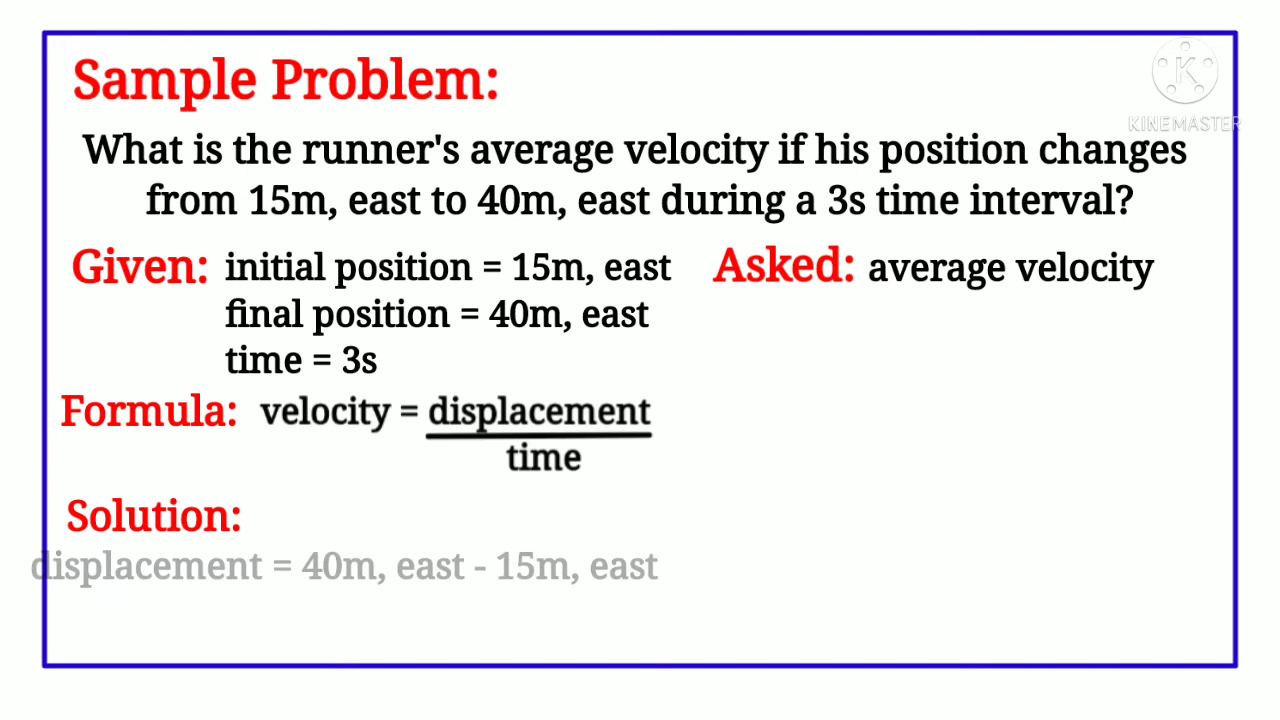 Sample Problem:
KINEMASTER
What is the runner's average velocity if his position changes
from 15m, east to 40m, east during a 3s time interval?
Given: initial position = 15m, east
final position = 40m, east
time = 3s
Asked: average velocity
Formula: velocity = displacement
time
Solution:
displacement = 40m, east - 15m, east